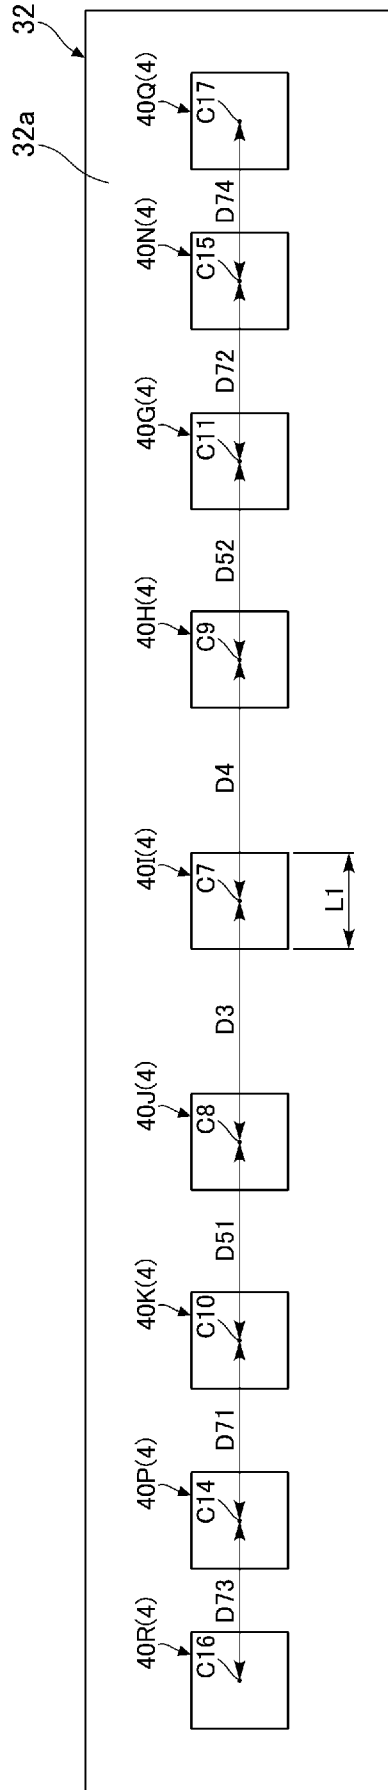 32
32a
40R(4)
40P(4)
40K(4)
40J(4)
40I(4)
40H(4)
40G(4)
40N(4)
40Q(4)
C16
C14
C10
C8
C7
C9
C11
C15
C17
D73
D71
D51
D3
D4
D52
D72
D74
L1